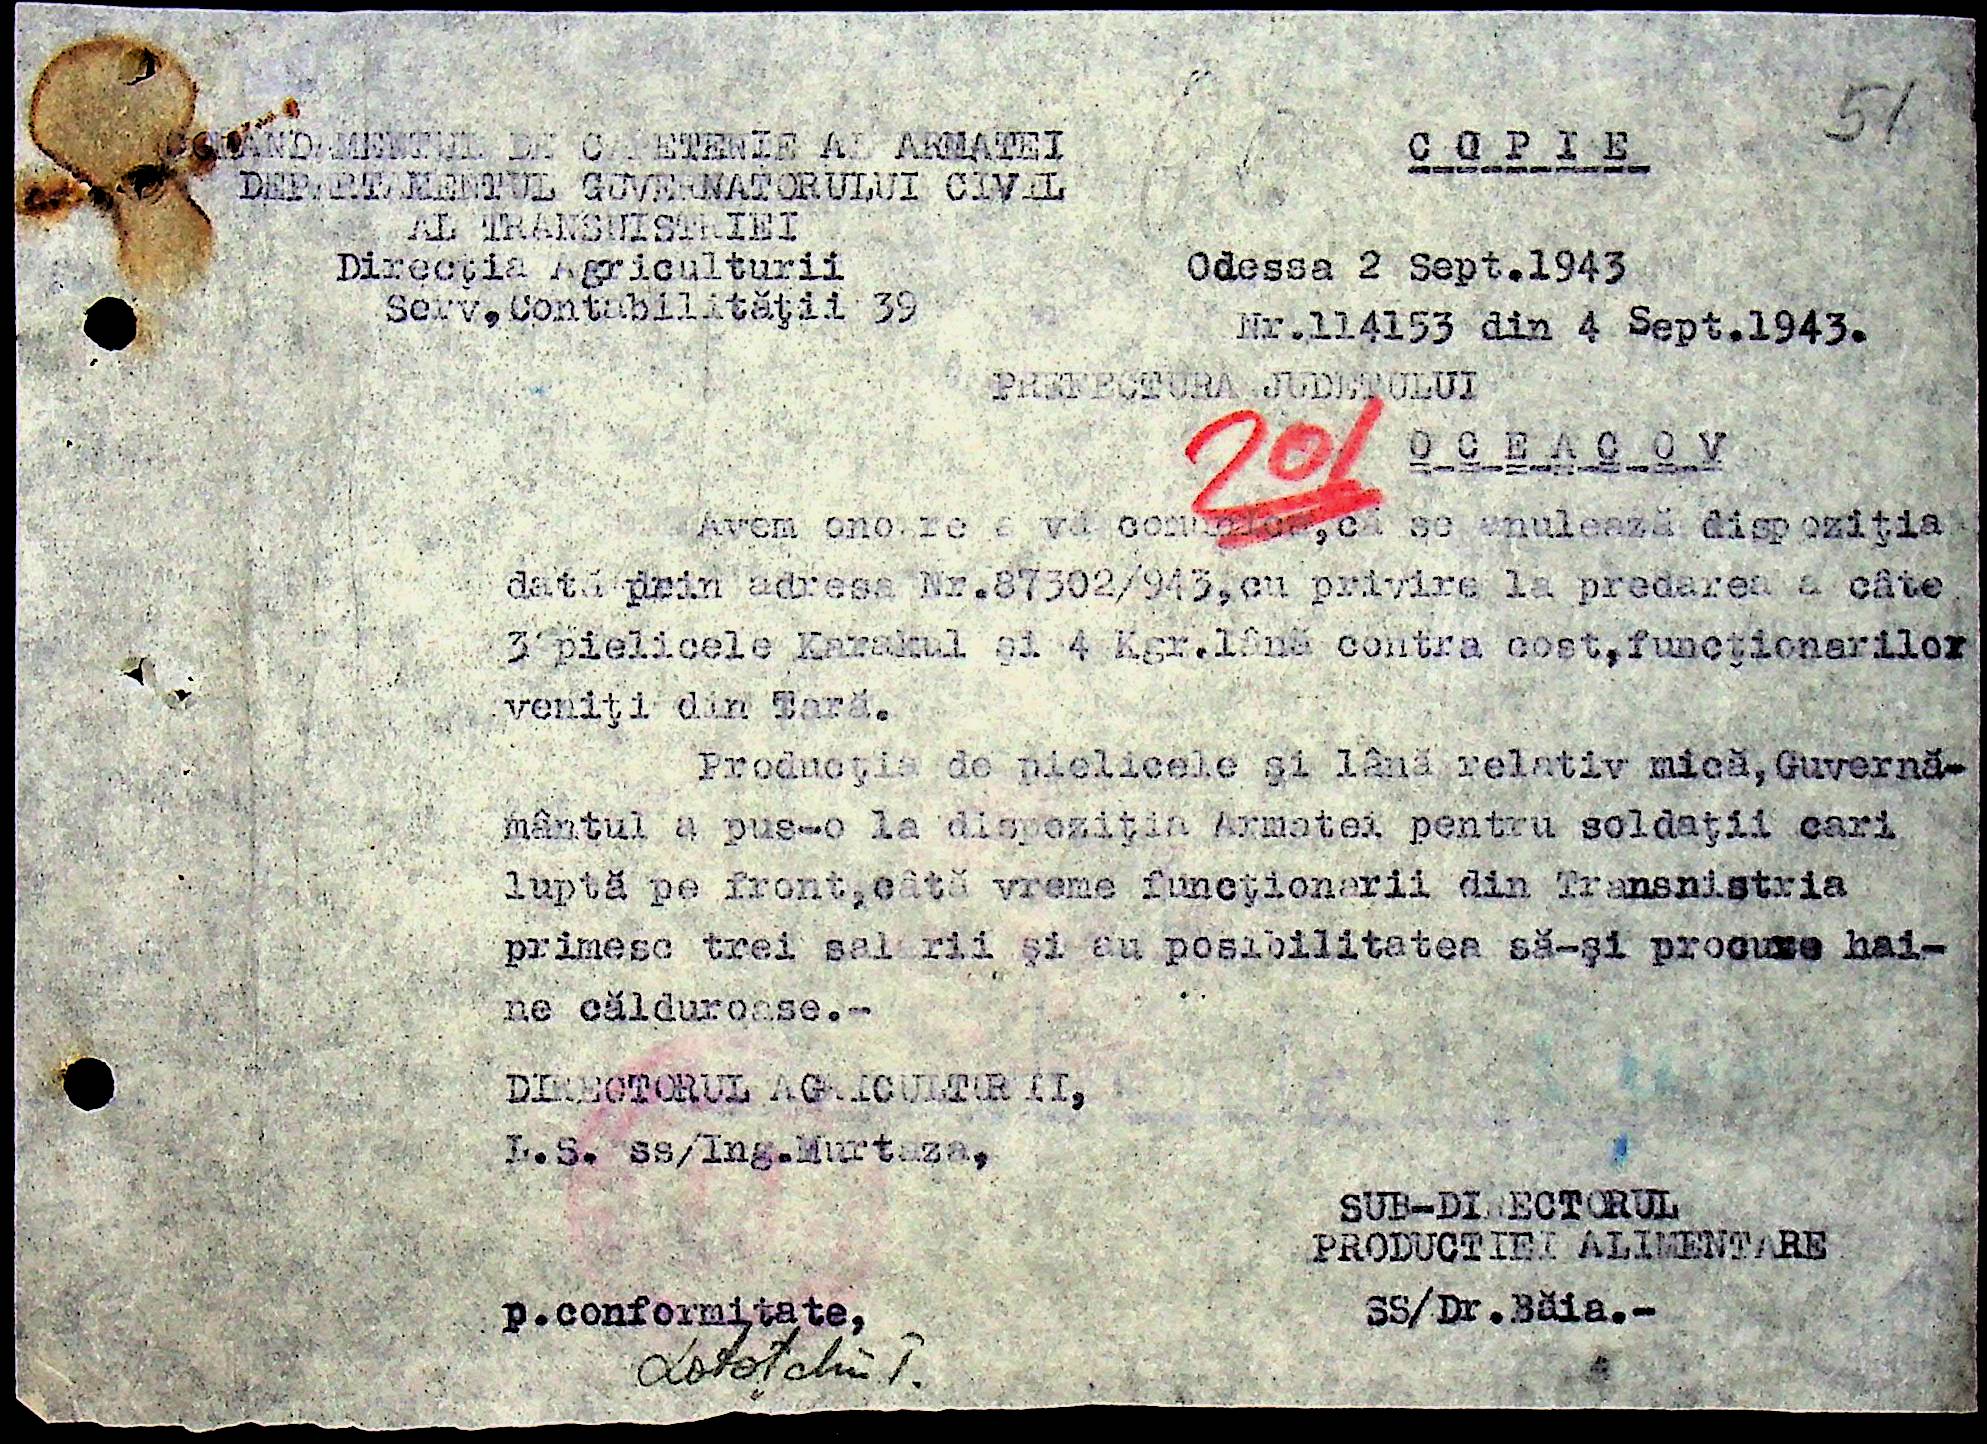 51
COMANDAMENTUL DE CAPETENIE AL ARMATEI
COPIE
DEPARTAMENTUL GUVERNATORULUI CIVIL
AL TRANSNISTRIEI
Direcţia Agriculturii
Odessa 2 Sept.1943
Serv,Contabilităţii 39
Nr.114153 din 4 Sept.1943.
PREFECTURA JUDETULUI
201
OCEACOV
Avem onoare a vă comunica,că se anulează dispoziţia
dată prin adresa Nr.87302/943,cu privire la predarea a câte
3 pielicele Karakul şi 4 Kgr.lână contra cost,funcţionarilor
veniţi din Tară.
Producţia de pielicele şi lână relativ mică,Guvernă-
mântul a pus-o la dispoziţia Armatei pentru soldaţii cari
luptă pe front,câtă vreme funcţionarii din Transnistria
primesc trei salarii şi au posibilitatea să-şi procure hai-
ne călduroase.-
DIRECTORUL AGRICULTURII,
L.S. ss/Ing.Murtaza,
SUB-DIRECTORUL
PRODUCTIEI ALIMENTARE
SS/Dr.Băia.-
p.conformitate,